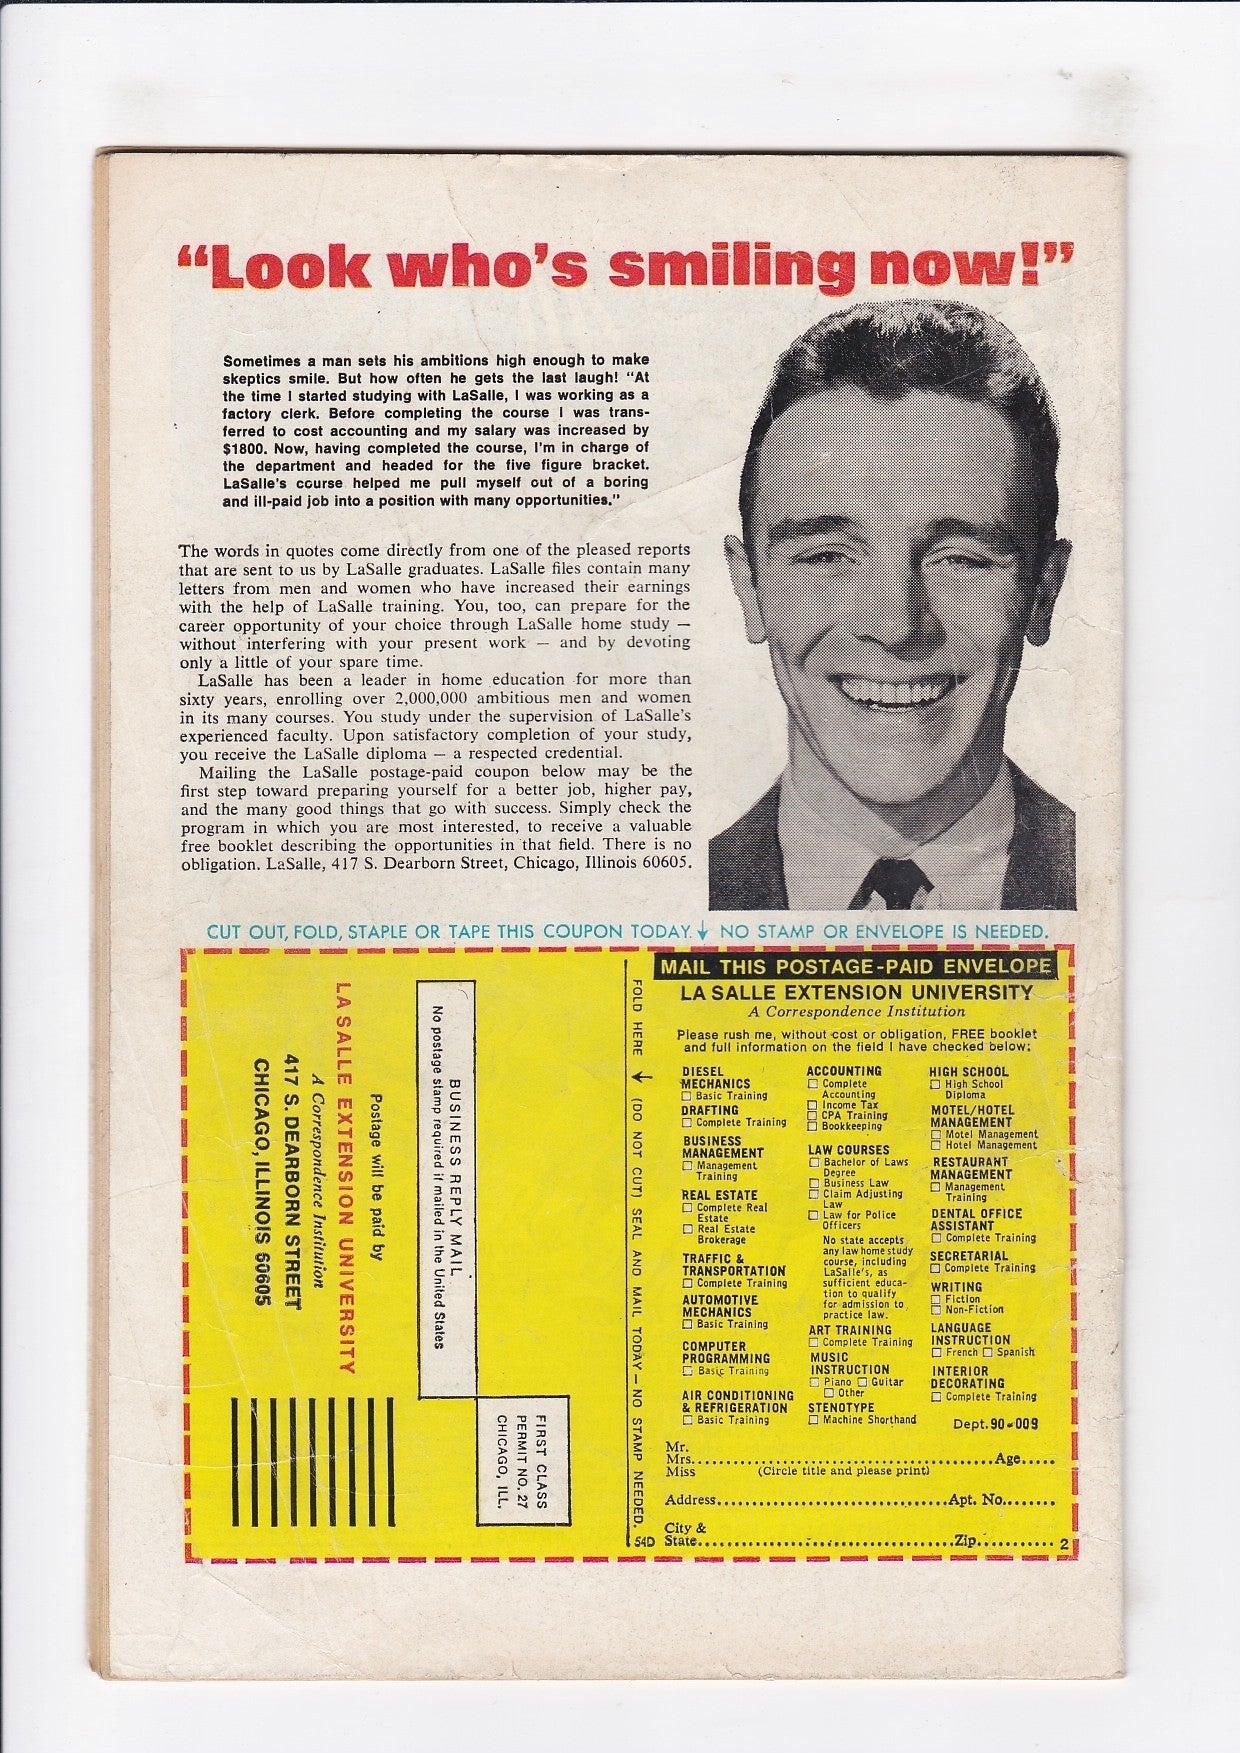 “Look who’s smiling now!”
Sometimes a man sets his ambitions high enough to make
skeptics smile. But how often he gets the last laugh! “At
the time I started studying with LaSalle, I was working as a
factory clerk. Before completing the course I was trans-
ferred to cost accounting and my salary was increased by
$1800. Now, having completed the course, I’m in charge of
the department and headed for the five figure bracket.
LaSalle’s course helped me pull myself out of a boring
and ill-paid job into a position with many opportunities.”
The words in quotes come directly from one of the pleased reports
that are sent to us by LaSalle graduates. LaSalle files contain many
letters from men and women who have increased their earnings
with the help of LaSalle training. You, too, can prepare for the
career opportunity of your choice through LaSalle home study —
without interfering with your present work — and by devoting
only a little of your spare time.
LaSalle has been a leader in home education for more than
sixty years, enrolling over 2,000,000 ambitious men and women
in its many courses. You study under the supervision of LaSalle’s
experienced faculty. Upon satisfactory completion of your study,
you receive the LaSalle diploma — a respected credential.
Mailing the LaSalle postage-paid coupon below may be the
first step toward preparing yourself for a better job, higher pay,
and the many good things that go with success. Simply check the
program in which you are most interested, to receive a valuable
free booklet describing the opportunities in that field. There is no
obligation. LaSalle, 417 S. Dearborn Street, Chicago, Illinois 60605.
CUT OUT, FOLD, STAPLE OR TAPE THIS COUPON TODAY. ↓ NO STAMP OR ENVELOPE IS NEEDED.
FIRST CLASS
PERMIT NO. 27
CHICAGO, ILL.
BUSINESS REPLY MAIL
No postage stamp required if mailed in the United States
Postage will be paid by
LA SALLE EXTENSION UNIVERSITY
A Correspondence Institution
417 S. DEARBORN STREET
CHICAGO, ILLINOIS 60605
FOLD HERE ↓ (DO NOT CUT) SEAL AND MAIL TODAY—NO STAMP NEEDED.
54D
MAIL THIS POSTAGE-PAID ENVELOPE
LA SALLE EXTENSION UNIVERSITY
A Correspondence Institution
Please rush me, without cost or obligation, FREE booklet
and full information on the field I have checked below:
DIESEL
MECHANICS
☐ Basic Training
DRAFTING
☐ Complete Training
BUSINESS
MANAGEMENT
☐ Management
Training
REAL ESTATE
☐ Complete Real
Estate
☐ Real Estate
Brokerage
TRAFFIC &
TRANSPORTATION
☐ Complete Training
AUTOMOTIVE
MECHANICS
☐ Basic Training
COMPUTER
PROGRAMMING
☐ Basic Training
AIR CONDITIONING
& REFRIGERATION
☐ Basic Training
ACCOUNTING
☐ Complete
Accounting
☐ Income Tax
☐ CPA Training
☐ Bookkeeping
LAW COURSES
☐ Bachelor of Laws
Degree
☐ Business Law
☐ Claim Adjusting
Law
☐ Law for Police
Officers
No state accepts
any law home study
course, including
LaSalle’s, as
sufficient educa-
tion to qualify
for admission to
practice law.
ART TRAINING
☐ Complete Training
MUSIC
INSTRUCTION
☐ Piano ☐ Guitar
☐ Other
STENOTYPE
☐ Machine Shorthand
HIGH SCHOOL
☐ High School
Diploma
MOTEL/HOTEL
MANAGEMENT
☐ Motel Management
☐ Hotel Management
RESTAURANT
MANAGEMENT
☐ Management
Training
DENTAL OFFICE
ASSISTANT
☐ Complete Training
SECRETARIAL
☐ Complete Training
WRITING
☐ Fiction
☐ Non-Fiction
LANGUAGE
INSTRUCTION
☐ French ☐ Spanish
INTERIOR
DECORATING
☐ Complete Training
Dept. 90-009
Mr.
Mrs. Age
Miss (Circle title and please print)
Address Apt. No.
City &
State Zip 2